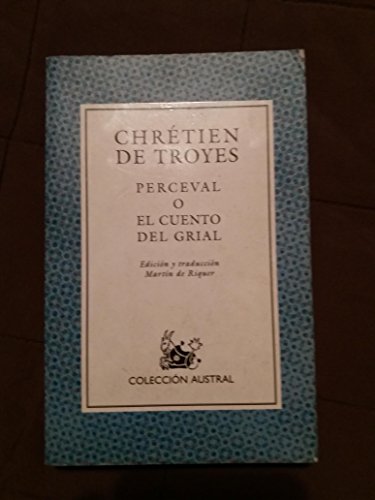 CHRÉTIEN
DE TROYES
PERCEVAL
O
EL CUENTO
DEL GRIAL
Edición y traducción
Martín de Riquer
COLECCIÓN AUSTRAL